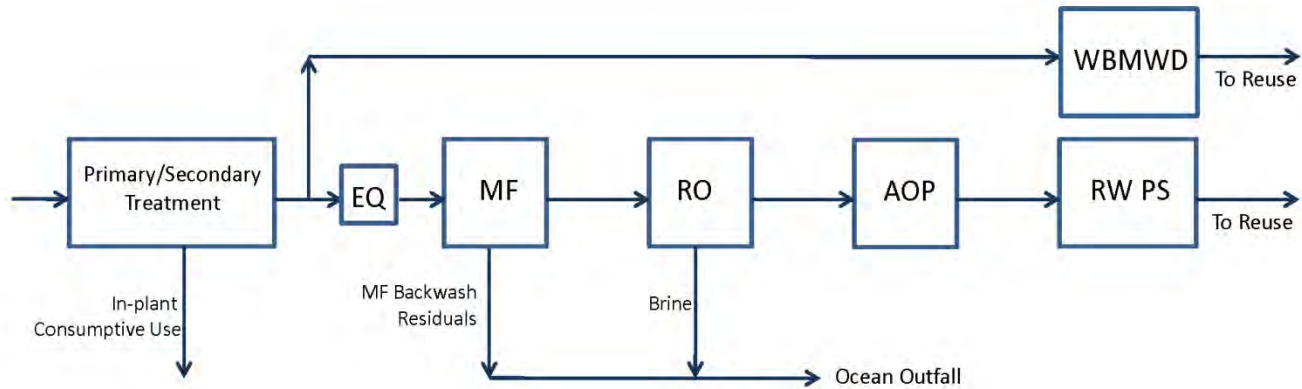 WBMWD
To Reuse
Primary/Secondary
Treatment
EQ
MF
RO
AOP
RW PS
To Reuse
In-plant
Consumptive Use
MF Backwash
Residuals
Brine
Ocean Outfall